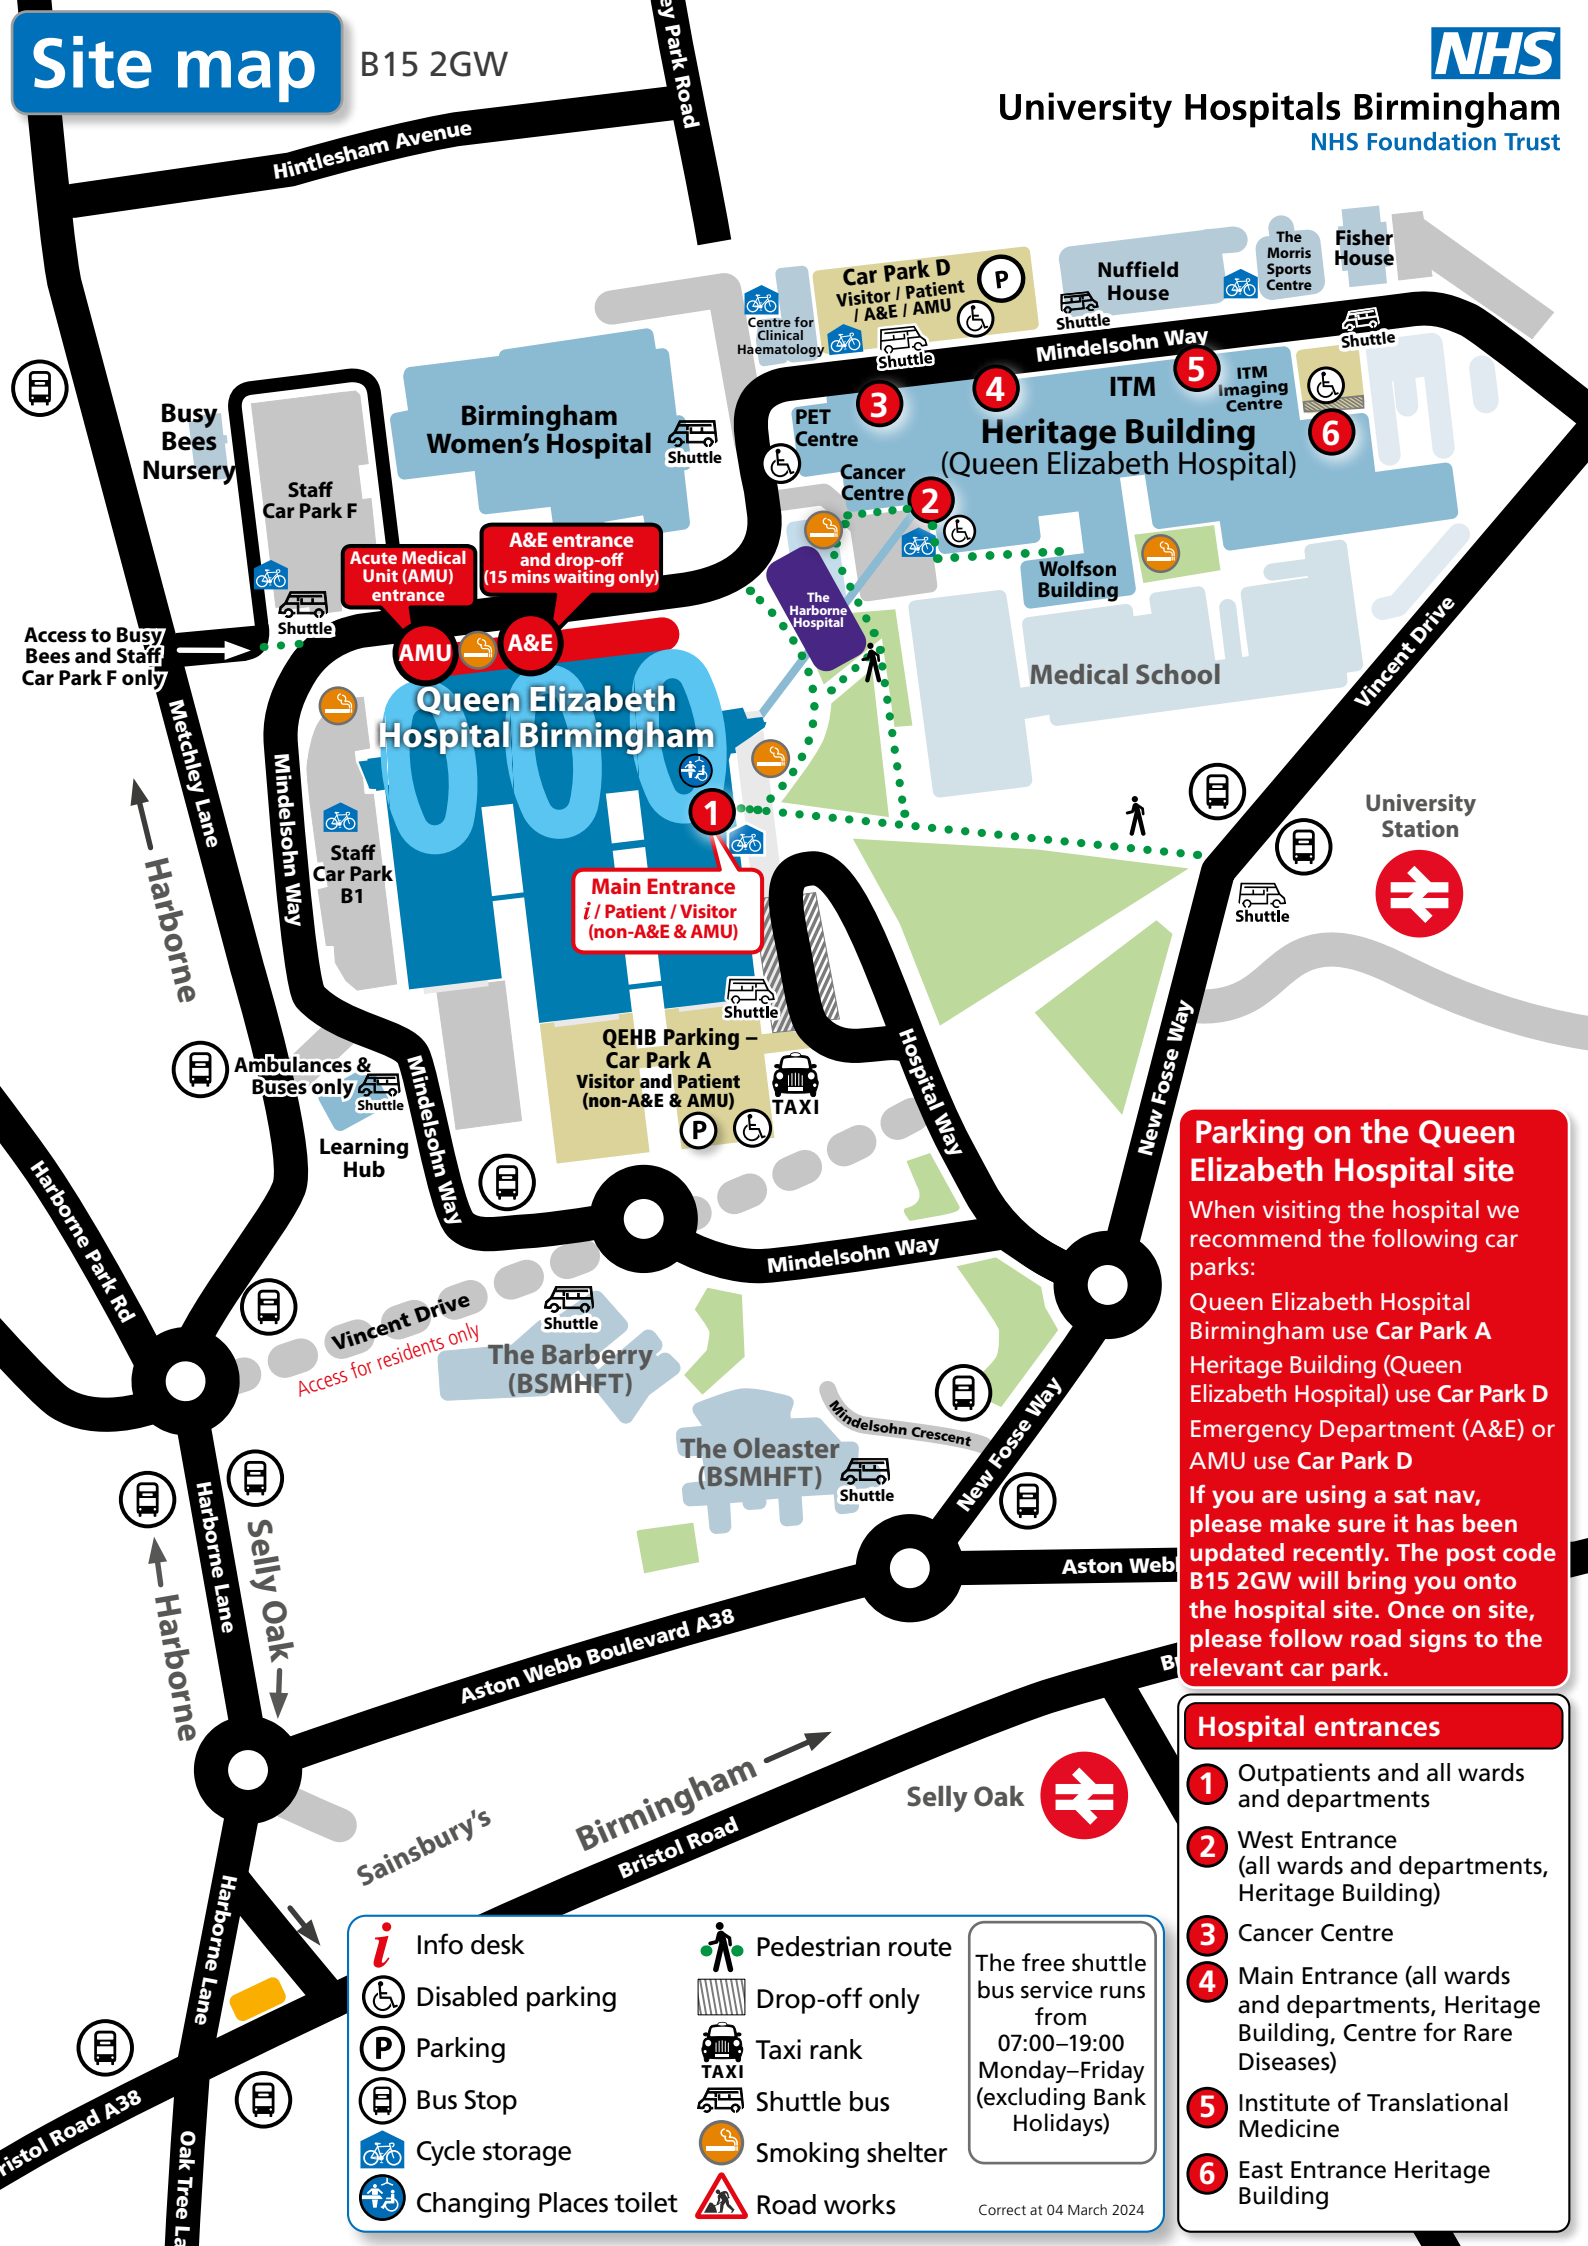 Site map
B15 2GW
NHS
University Hospitals Birmingham
NHS Foundation Trust
ey Park Road
Hintlesham Avenue
Car Park D
Visitor / Patient
/ A&E / AMU
P
Shuttle
Centre for
Clinical
Haematology
Nuffield
House
Shuttle
The
Morris
Sports
Centre
Fisher
House
Shuttle
Mindelsohn Way
Busy
Bees
Nursery
Staff
Car Park F
Birmingham
Women's Hospital
Shuttle
PET
Centre
3
4
5
ITM
ITM
Imaging
Centre
6
Heritage Building
(Queen Elizabeth Hospital)
Cancer
Centre
2
Acute Medical
Unit (AMU)
entrance
A&E entrance
and drop-off
(15 mins waiting only)
Wolfson
Building
The
Harborne
Hospital
Shuttle
Access to Busy
Bees and Staff
Car Park F only
AMU
A&E
Queen Elizabeth
Hospital Birmingham
Medical School
Vincent Drive
Metchley Lane
Mindelsohn Way
Harborne
1
Staff
Car Park
B1
Main Entrance
i / Patient / Visitor
(non-A&E & AMU)
University
Station
Shuttle
Shuttle
QEHB Parking –
Car Park A
Visitor and Patient
(non-A&E & AMU)
P
TAXI
Hospital Way
New Fosse Way
Ambulances &
Buses only
Shuttle
Learning
Hub
Mindelsohn Way
Harborne Park Rd
Mindelsohn Way
Vincent Drive
Access for residents only
Shuttle
The Barberry
(BSMHFT)
The Oleaster
(BSMHFT)
Shuttle
Mindelsohn Crescent
New Fosse Way
Harborne Lane
Selly Oak
Harborne
Aston Webb Boulevard A38
Aston Web
Br
Sainsbury's
Birmingham
Bristol Road
Selly Oak
Harborne Lane
ristol Road A38
Oak Tree La
Parking on the Queen
Elizabeth Hospital site
When visiting the hospital we
recommend the following car
parks:
Queen Elizabeth Hospital
Birmingham use Car Park A
Heritage Building (Queen
Elizabeth Hospital) use Car Park D
Emergency Department (A&E) or
AMU use Car Park D
If you are using a sat nav,
please make sure it has been
updated recently. The post code
B15 2GW will bring you onto
the hospital site. Once on site,
please follow road signs to the
relevant car park.
Hospital entrances
1 Outpatients and all wards
and departments
2 West Entrance
(all wards and departments,
Heritage Building)
3 Cancer Centre
4 Main Entrance (all wards
and departments, Heritage
Building, Centre for Rare
Diseases)
5 Institute of Translational
Medicine
6 East Entrance Heritage
Building
i Info desk
Disabled parking
P Parking
Bus Stop
Cycle storage
Changing Places toilet
Pedestrian route
Drop-off only
TAXI Taxi rank
Shuttle bus
Smoking shelter
Road works
The free shuttle
bus service runs
from
07:00–19:00
Monday–Friday
(excluding Bank
Holidays)
Correct at 04 March 2024